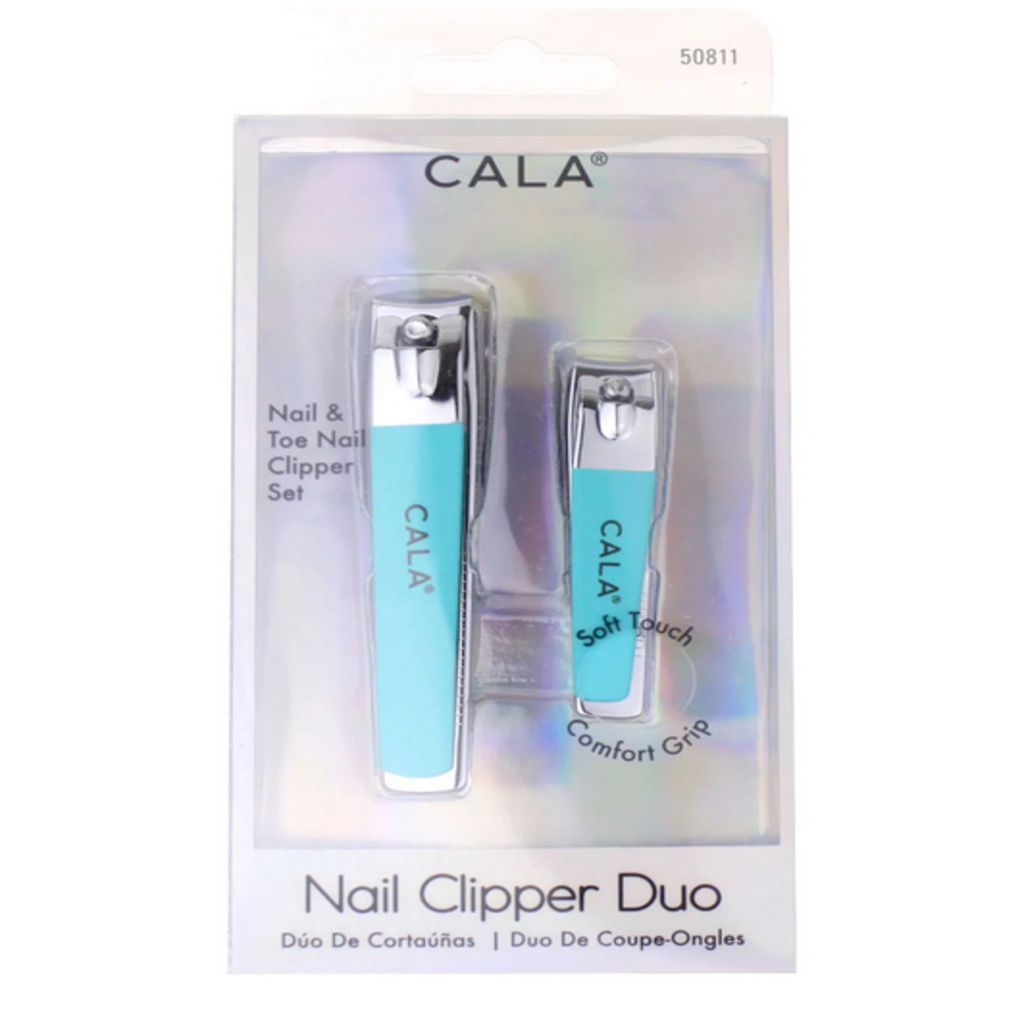 50811
CALA®
Nail &
Toe Nail
Clipper
Set
CALA®
CALA®
Soft Touch
Comfort Grip
Nail Clipper Duo
Dúo De Cortaúñas | Duo De Coupe-Ongles